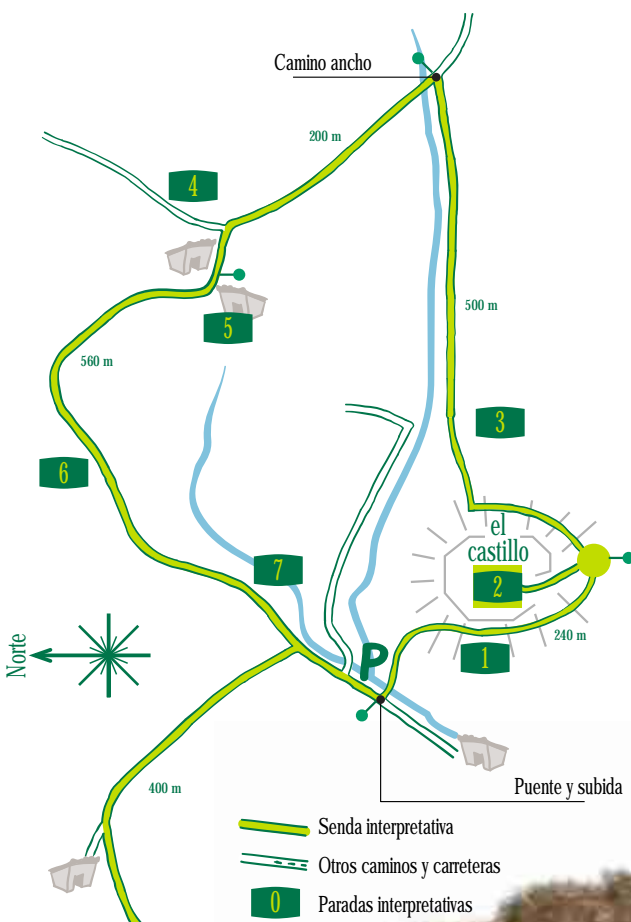 Camino ancho
200 m
4
500 m
5
560 m
3
6
el
castillo
7
2
240 m
1
Norte
P
400 m
Puente y subida
Senda interpretativa
Otros caminos y carreteras
0 Paradas interpretativas